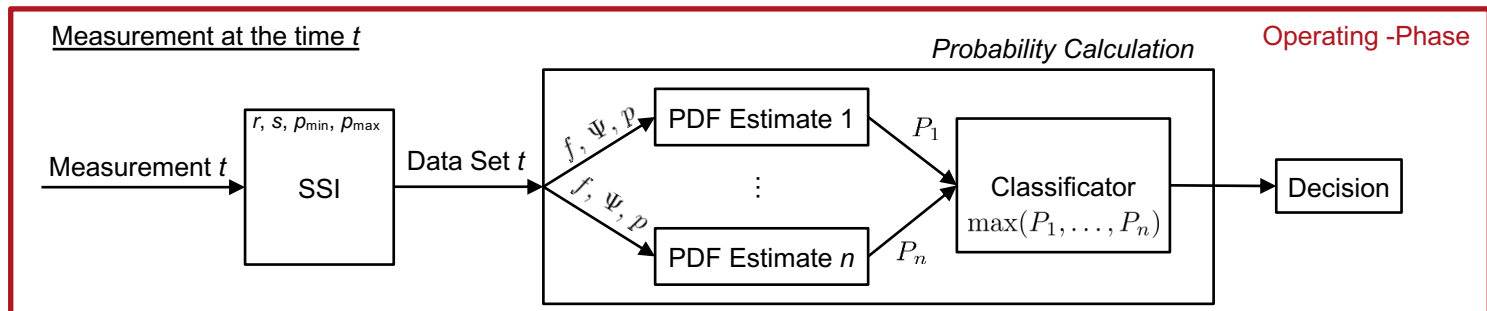 Measurement at the time t
Operating -Phase
Probability Calculation
r, s, pmin, pmax
SSI
Measurement t
Data Set t
f, Ψ, p
f, Ψ, p
PDF Estimate 1
⋮
PDF Estimate n
P1
Pn
Classificator
max(P1, . . . , Pn)
Decision